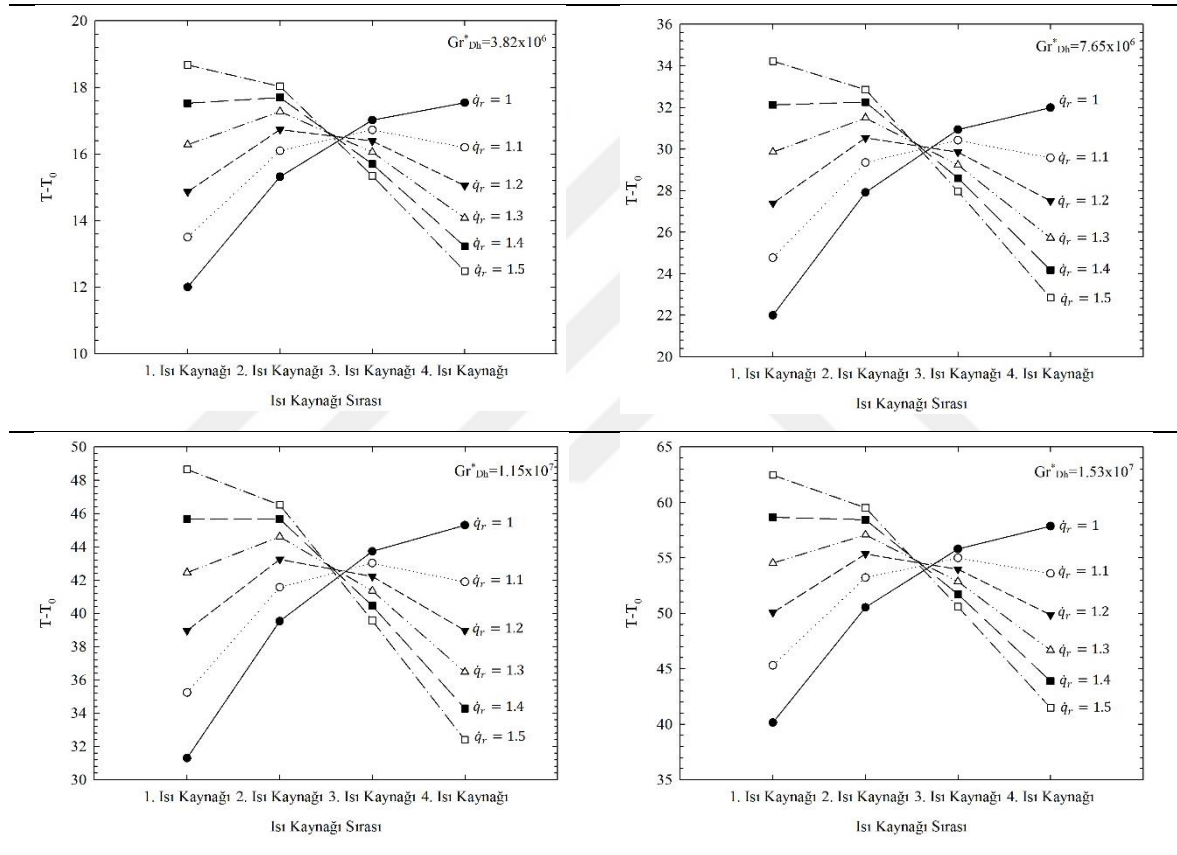 Gr*Dh=3.82x10⁶
20
18
16
14
12
10
T-T₀
q̇ᵣ = 1
q̇ᵣ = 1.1
q̇ᵣ = 1.2
q̇ᵣ = 1.3
q̇ᵣ = 1.4
q̇ᵣ = 1.5
1. Isı Kaynağı 2. Isı Kaynağı 3. Isı Kaynağı 4. Isı Kaynağı
Isı Kaynağı Sırası
Gr*Dh=7.65x10⁶
36
34
32
30
28
26
24
22
20
T-T₀
q̇ᵣ = 1
q̇ᵣ = 1.1
q̇ᵣ = 1.2
q̇ᵣ = 1.3
q̇ᵣ = 1.4
q̇ᵣ = 1.5
1. Isı Kaynağı 2. Isı Kaynağı 3. Isı Kaynağı 4. Isı Kaynağı
Isı Kaynağı Sırası
Gr*Dh=1.15x10⁷
50
48
46
44
42
40
38
36
34
32
30
T-T₀
q̇ᵣ = 1
q̇ᵣ = 1.1
q̇ᵣ = 1.2
q̇ᵣ = 1.3
q̇ᵣ = 1.4
q̇ᵣ = 1.5
1. Isı Kaynağı 2. Isı Kaynağı 3. Isı Kaynağı 4. Isı Kaynağı
Isı Kaynağı Sırası
Gr*Dh=1.53x10⁷
65
60
55
50
45
40
35
T-T₀
q̇ᵣ = 1
q̇ᵣ = 1.1
q̇ᵣ = 1.2
q̇ᵣ = 1.3
q̇ᵣ = 1.4
q̇ᵣ = 1.5
1. Isı Kaynağı 2. Isı Kaynağı 3. Isı Kaynağı 4. Isı Kaynağı
Isı Kaynağı Sırası